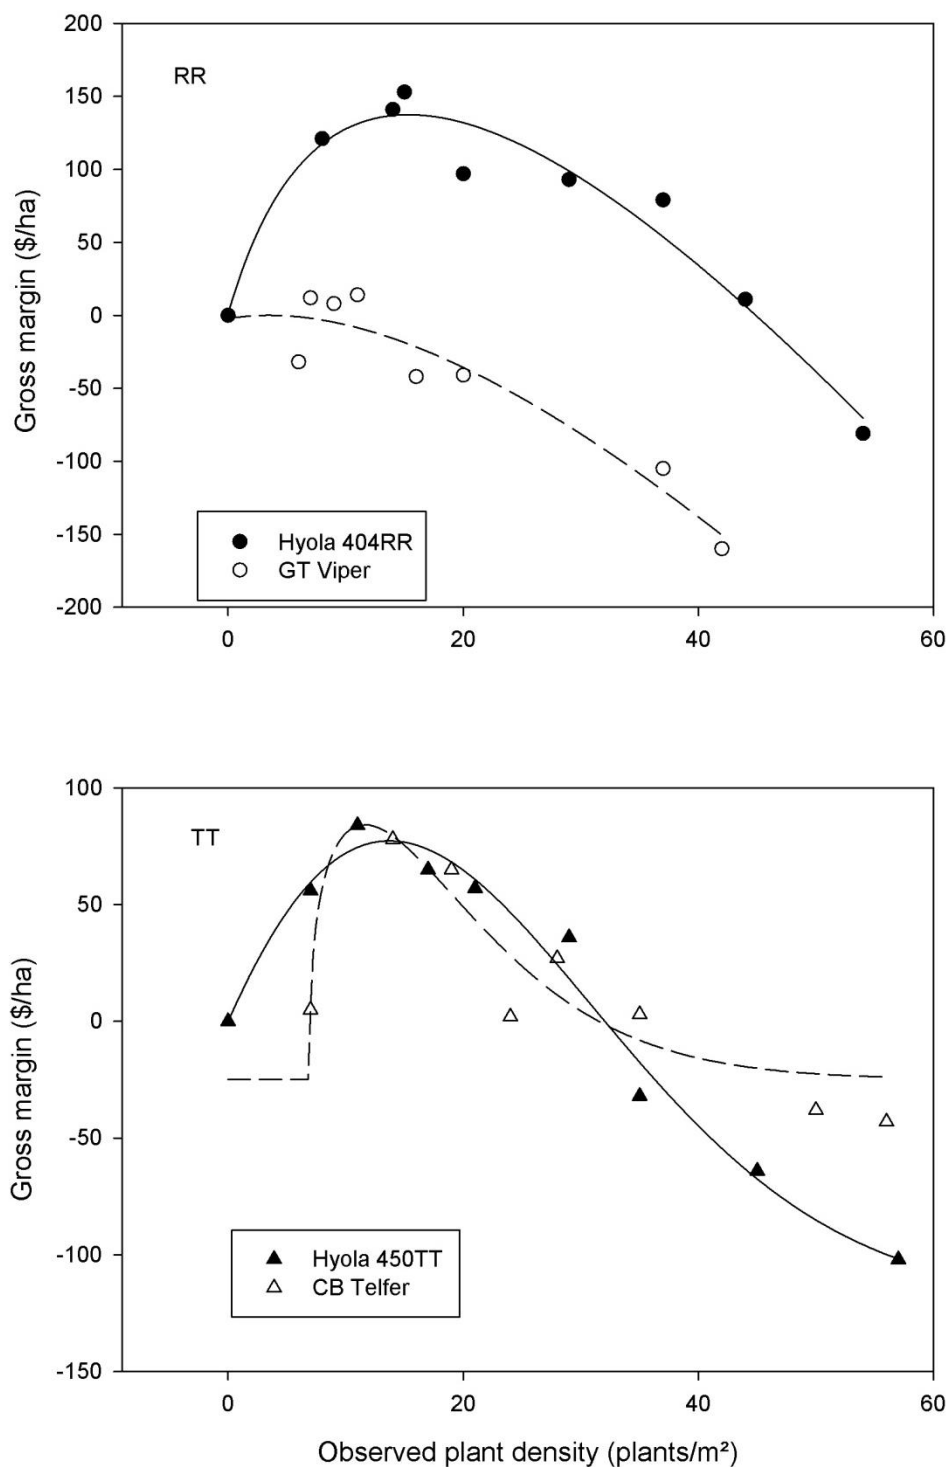 200
150
100
50
0
-50
-100
-150
-200
Gross margin ($/ha)
RR
Hyola 404RR
GT Viper
0 20 40 60
100
50
0
-50
-100
-150
Gross margin ($/ha)
TT
Hyola 450TT
CB Telfer
0 20 40 60
Observed plant density (plants/m²)